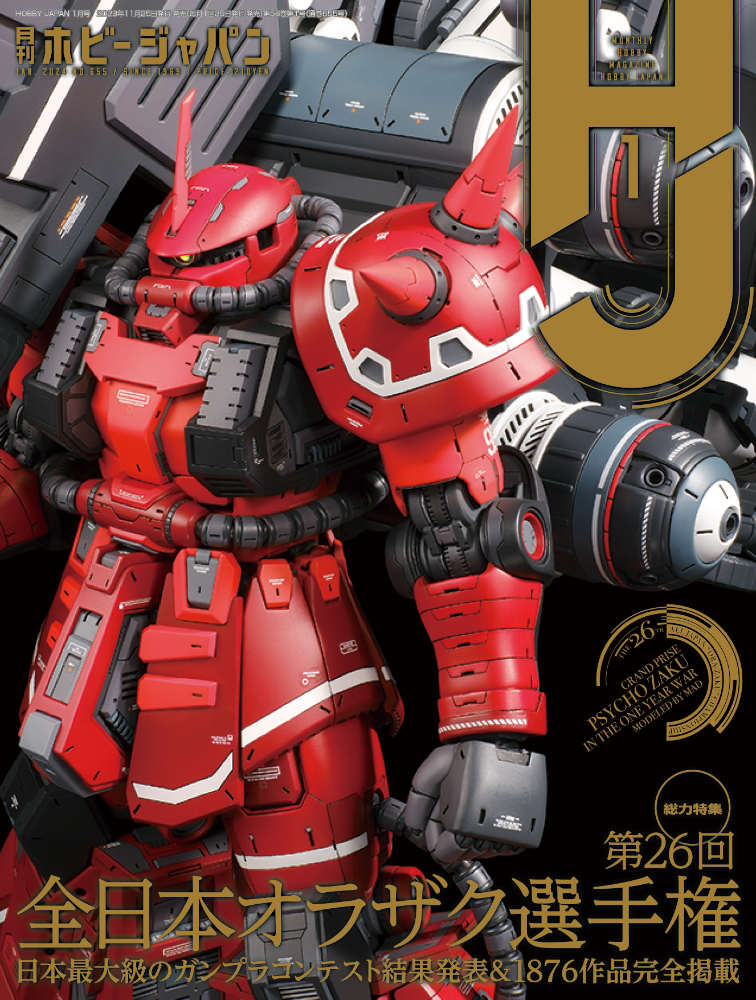 HOBBY JAPAN 1月号 2023年11月25日発行・発売(毎月1回25日発行・発売)第56巻第1号(通巻655号)
月刊ホビージャパン
JAN. 2024 NO.655 / SINCE 1969 / PRICE:1210YEN
HJ
MONTHLY
HOBBY
MAGAZINE
HOBBY JAPAN
1
THE 26TH
ALL JAPAN "ORA-ZAKU" CHAMPIONSHIP
GRAND PRISE
PSYCHO ZAKU
IN THE ONE YEAR WAR
MODELED BY MAD
総力特集
第26回
全日本オラザク選手権
日本最大級のガンプラコンテスト結果発表&1876作品完全掲載